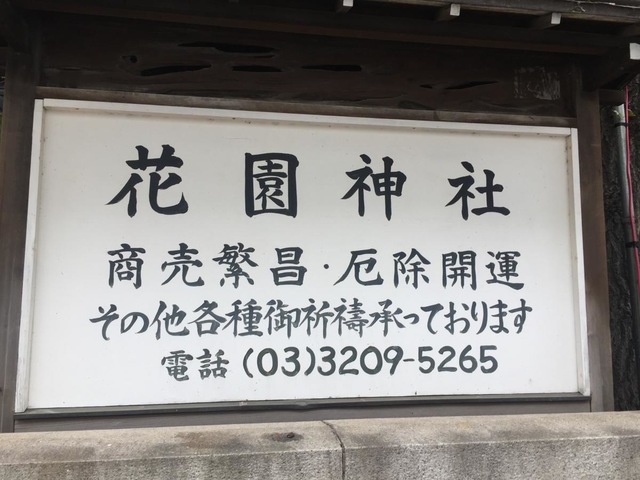 花園神社
商売繁昌・厄除開運
その他各種御祈禱承っております
電話 (03)3209-5265